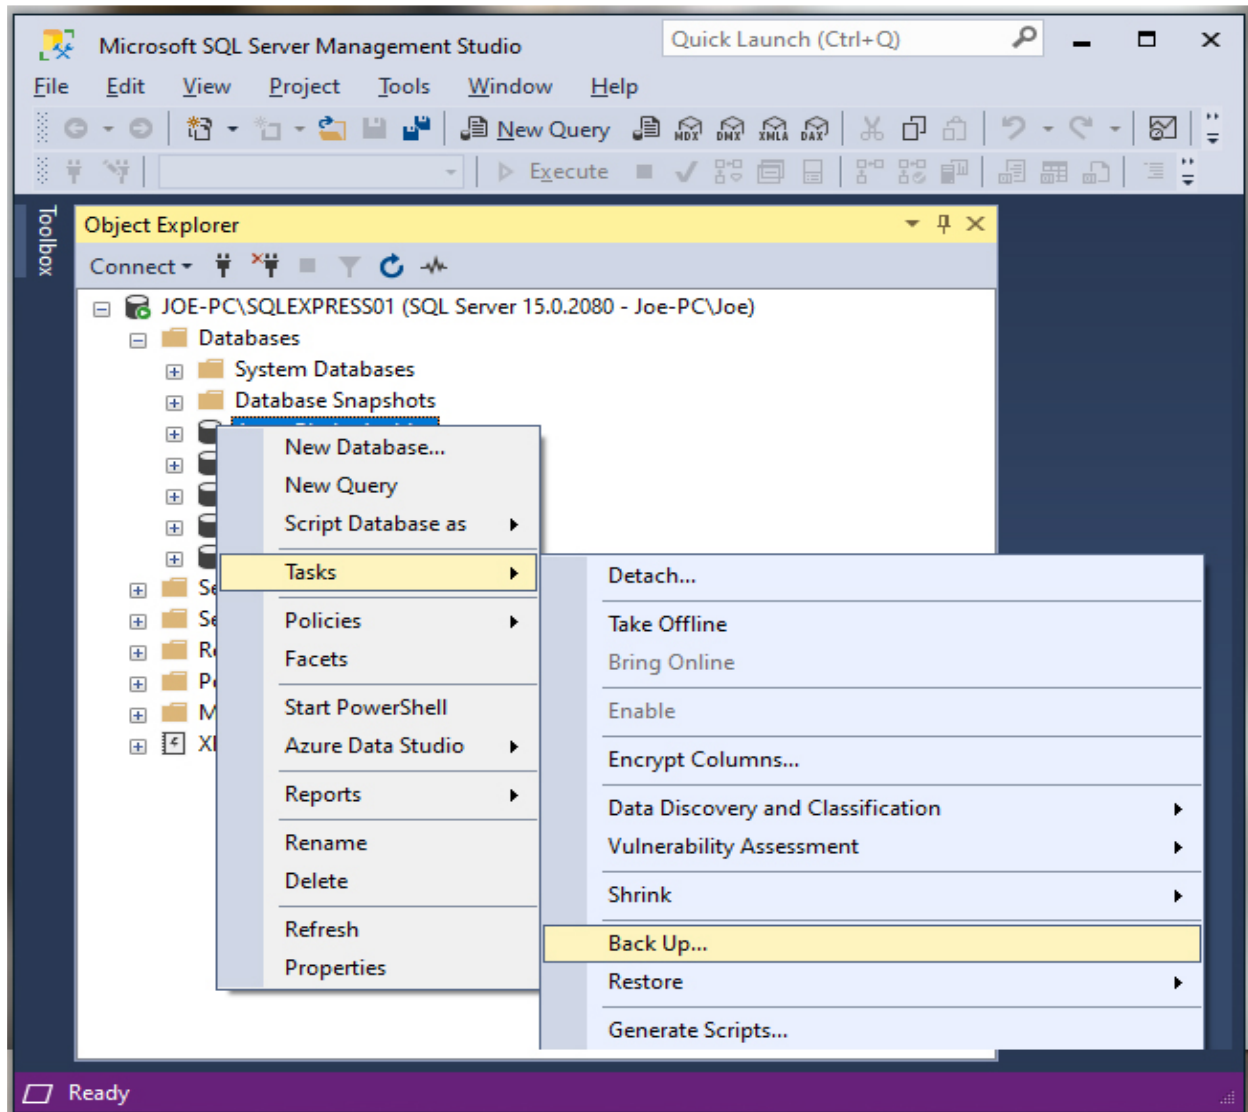 Microsoft SQL Server Management Studio
Quick Launch (Ctrl+Q)
File Edit View Project Tools Window Help
New Query MDX DMX XMLA DAX
Execute
Toolbox
Object Explorer
Connect
JOE-PC\SQLEXPRESS01 (SQL Server 15.0.2080 - Joe-PC\Joe)
Databases
System Databases
Database Snapshots
New Database...
New Query
Script Database as
Tasks
Policies
Facets
Start PowerShell
Azure Data Studio
Reports
Rename
Delete
Refresh
Properties
Detach...
Take Offline
Bring Online
Enable
Encrypt Columns...
Data Discovery and Classification
Vulnerability Assessment
Shrink
Back Up...
Restore
Generate Scripts...
Ready